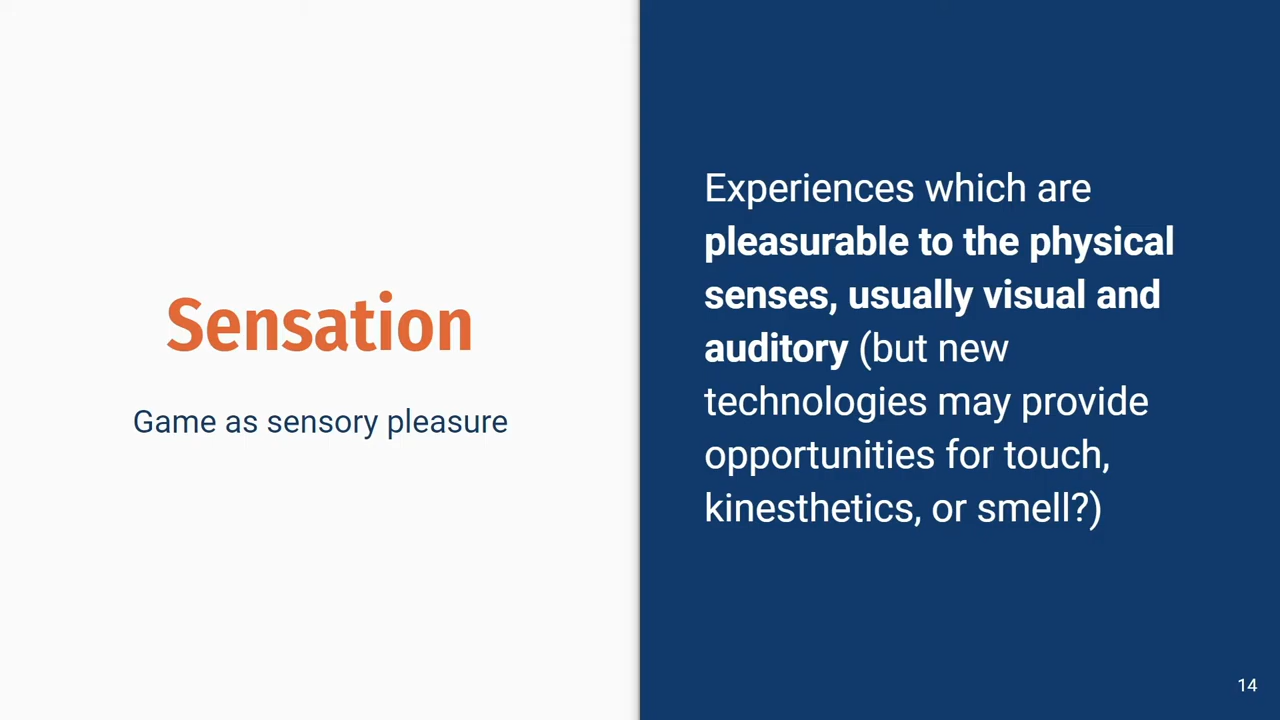 Sensation
Game as sensory pleasure
Experiences which are
pleasurable to the physical
senses, usually visual and
auditory (but new
technologies may provide
opportunities for touch,
kinesthetics, or smell?)
14